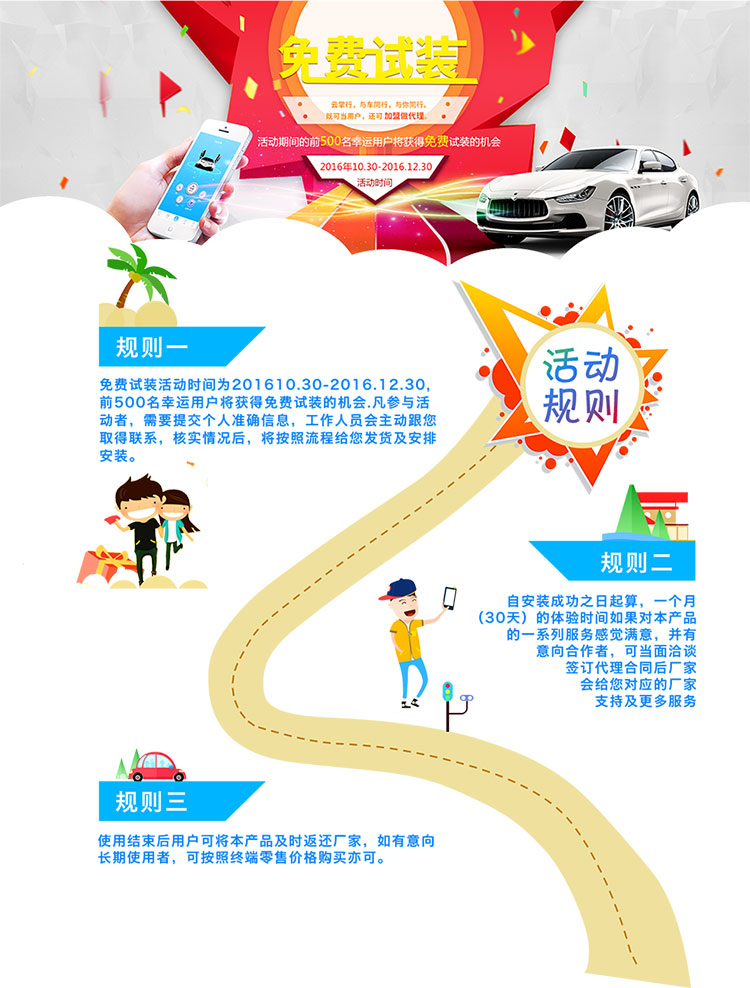 免费试装
云掌行，与车同行，与你同行。
既可当用户，还可加盟做代理。
活动期间的前500名幸运用户将获得免费试装的机会
2016年10.30-2016.12.30
活动时间
活动
规则
规则一
免费试装活动时间为201610.30-2016.12.30,
前500名幸运用户将获得免费试装的机会.凡参与活
动者，需要提交个人准确信息，工作人员会主动跟您
取得联系，核实情况后，将按照流程给您发货及安排
安装。
规则二
自安装成功之日起算，一个月
（30天）的体验时间如果对本产品
的一系列服务感觉满意，并有
意向合作者，可当面洽谈
签订代理合同后厂家
会给您对应的厂家
支持及更多服务
规则三
使用结束后用户可将本产品及时返还厂家，如有意向
长期使用者，可按照终端零售价格购买亦可。